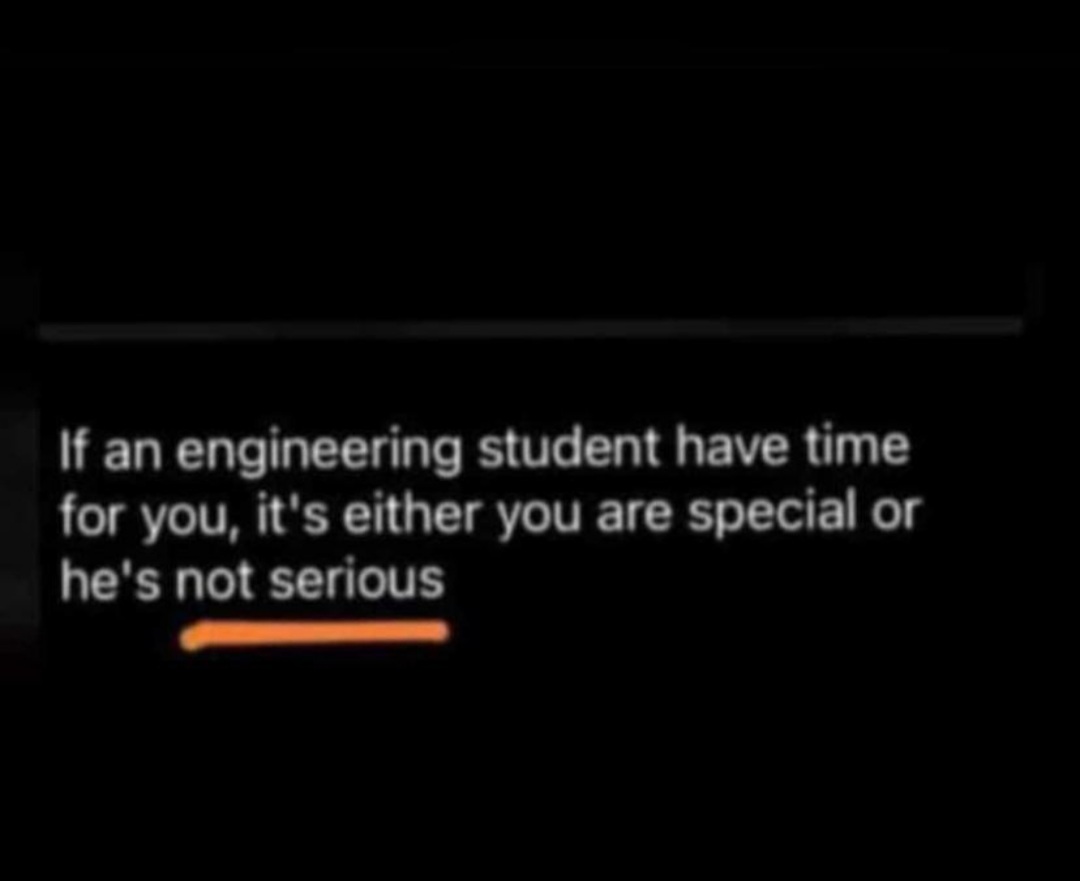 If an engineering student have time
for you, it's either you are special or
he's not serious